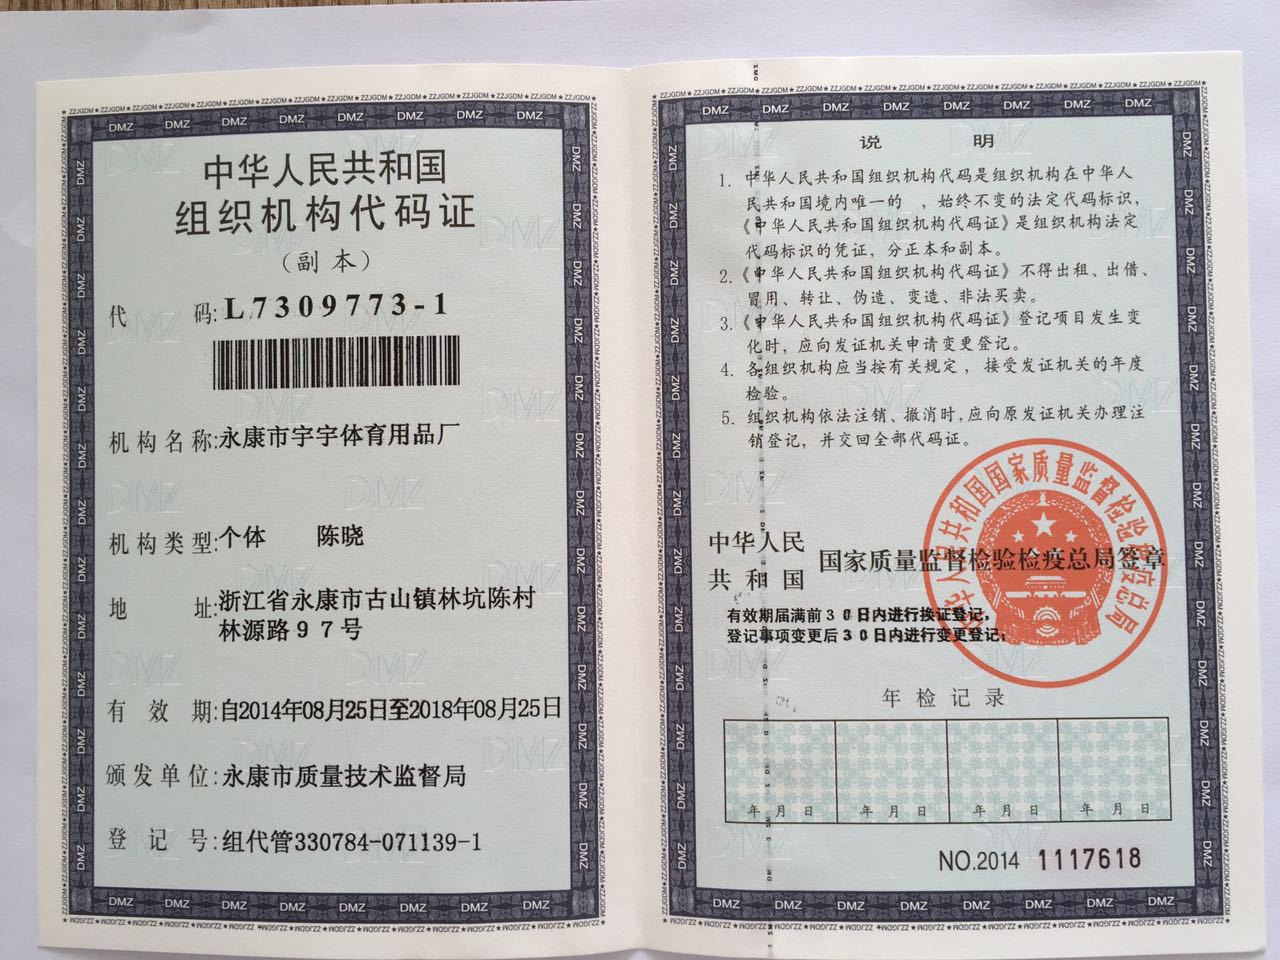 中华人民共和国
组织机构代码证
（副本）
代 码:L7309773-1
机构名称:永康市宇宇体育用品厂
机构类型:个体 陈晓
地 址:浙江省永康市古山镇林坑陈村
林源路97号
有 效 期:自2014年08月25日至2018年08月25日
颁发单位:永康市质量技术监督局
登 记 号:组代管330784-071139-1
说 明
1. 中华人民共和国组织机构代码是组织机构在中华人
民共和国境内唯一的 ，始终不变的法定代码标识，
《中华人民共和国组织机构代码证》是组织机构法定
代码标识的凭证，分正本和副本。
2.《中华人民共和国组织机构代码证》不得出租、出借、
冒用、转让、伪造、变造、非法买卖。
3.《中华人民共和国组织机构代码证》登记项目发生变
化时，应向发证机关申请变更登记。
4. 各组织机构应当按有关规定，接受发证机关的年度
检验。
5. 组织机构依法注销、撤消时，应向原发证机关办理注
销登记，并交回全部代码证。
中华人民
共和国
国家质量监督检验检疫总局签章
中华人民共和国国家质量监督检验检疫总局
有效期届满前30日内进行换证登记，
登记事项变更后30日内进行变更登记；
年检记录
年 月 日 年 月 日 年 月 日 年 月 日
NO.2014 1117618